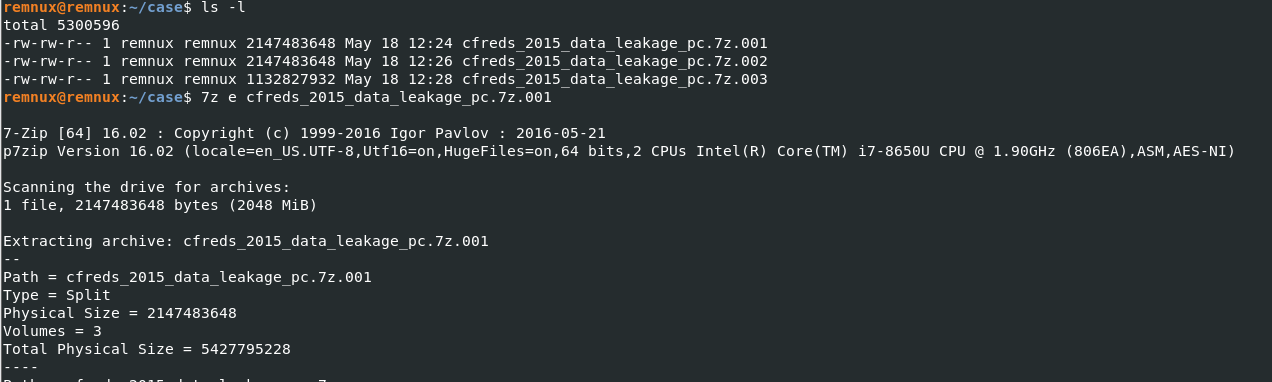 remnux@remnux:~/case$ ls -l
total 5300596
-rw-rw-r-- 1 remnux remnux 2147483648 May 18 12:24 cfreds_2015_data_leakage_pc.7z.001
-rw-rw-r-- 1 remnux remnux 2147483648 May 18 12:26 cfreds_2015_data_leakage_pc.7z.002
-rw-rw-r-- 1 remnux remnux 1132827932 May 18 12:28 cfreds_2015_data_leakage_pc.7z.003
remnux@remnux:~/case$ 7z e cfreds_2015_data_leakage_pc.7z.001
7-Zip [64] 16.02 : Copyright (c) 1999-2016 Igor Pavlov : 2016-05-21
p7zip Version 16.02 (locale=en_US.UTF-8,Utf16=on,HugeFiles=on,64 bits,2 CPUs Intel(R) Core(TM) i7-8650U CPU @ 1.90GHz (806EA),ASM,AES-NI)
Scanning the drive for archives:
1 file, 2147483648 bytes (2048 MiB)
Extracting archive: cfreds_2015_data_leakage_pc.7z.001
--
Path = cfreds_2015_data_leakage_pc.7z.001
Type = Split
Physical Size = 2147483648
Volumes = 3
Total Physical Size = 5427795228
----